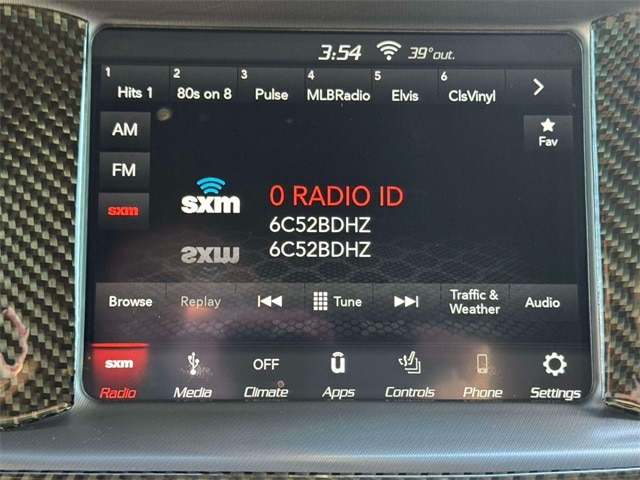 3:54 39° out.
1 2 3 4 5 6
Hits 1 80s on 8 Pulse MLBRadio Elvis ClsVinyl
AM
Fav
FM
sxm
sxm 0 RADIO ID
6C52BDHZ
6C52BDHZ
Browse Replay Tune Traffic & Weather Audio
sxm OFF
Radio Media Climate Apps Controls Phone Settings